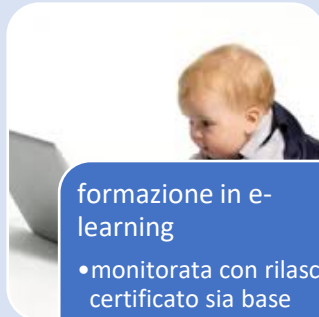 formazione in e-
learning
•monitorata con rilasc
certificato sia base